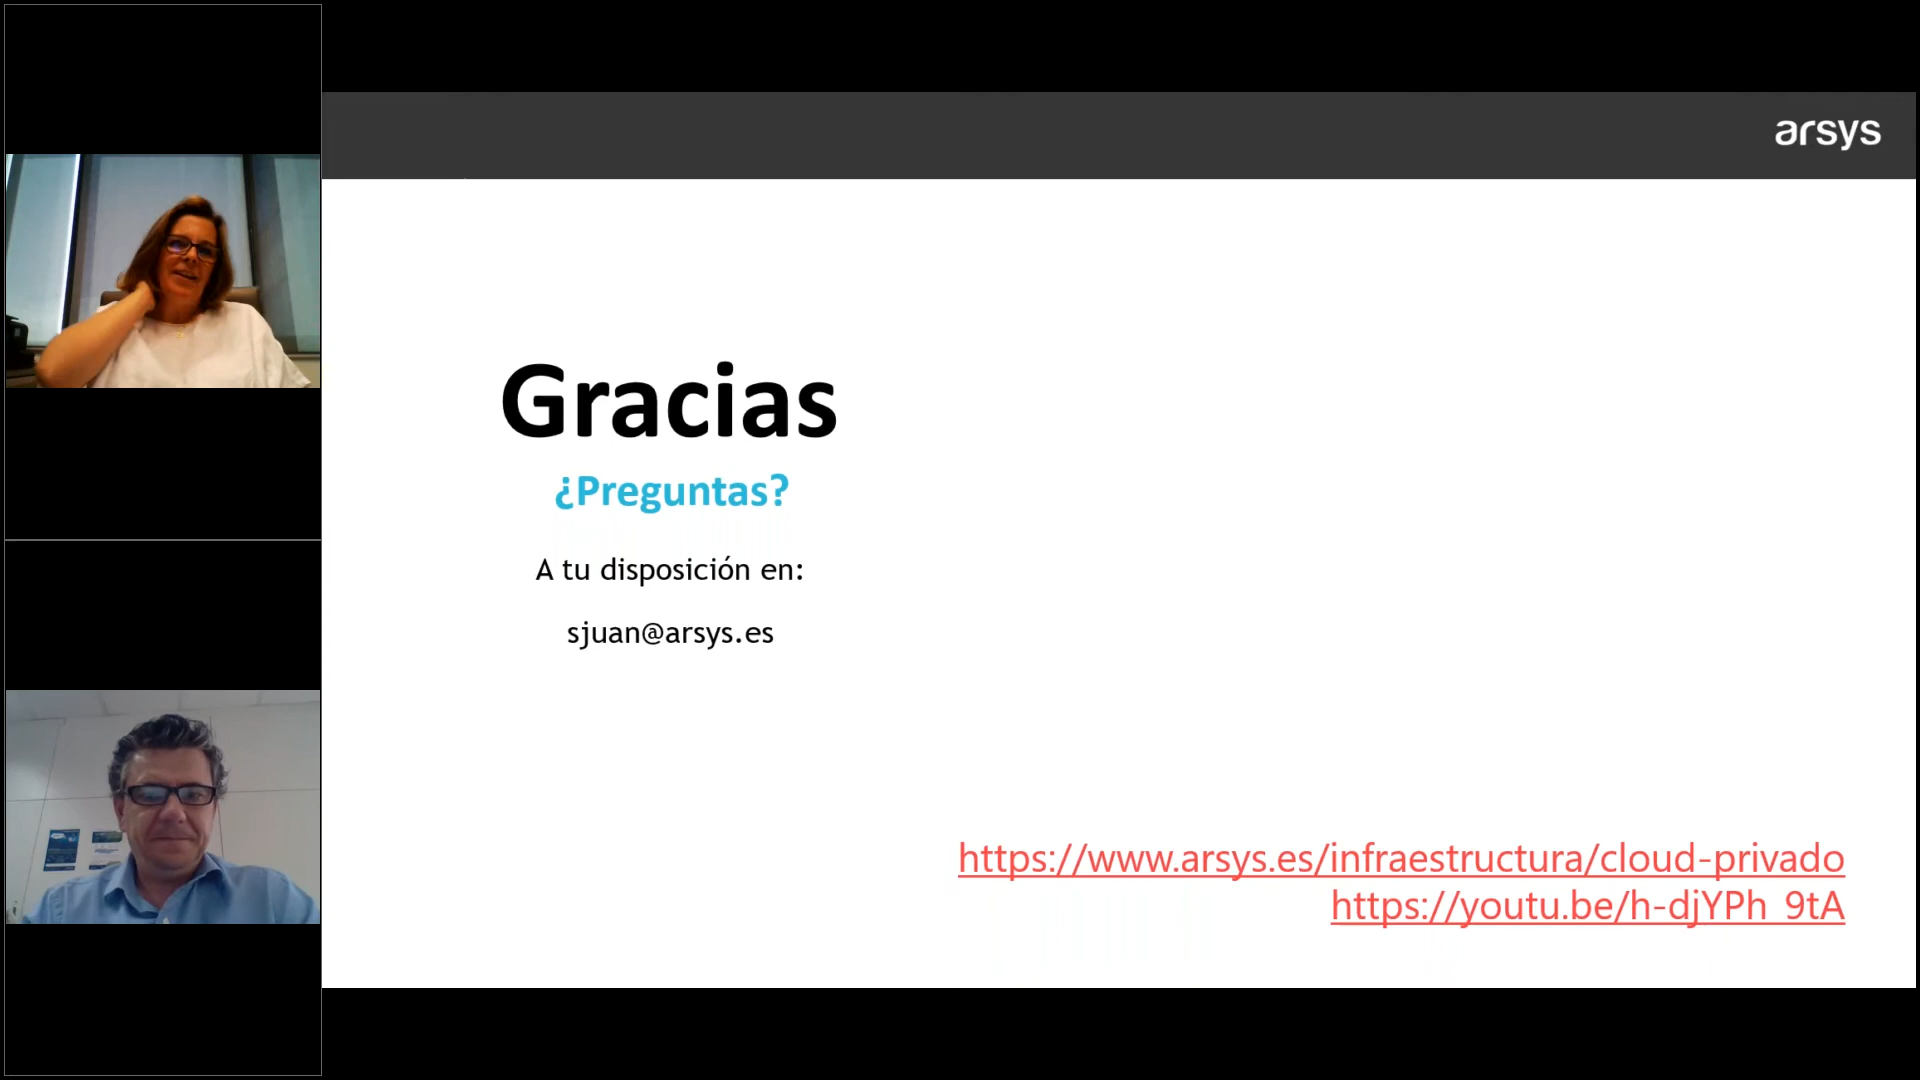 arsys
Gracias
¿Preguntas?
A tu disposición en:
sjuan@arsys.es
https://www.arsys.es/infraestructura/cloud-privado
https://youtu.be/h-djYPh_9tA